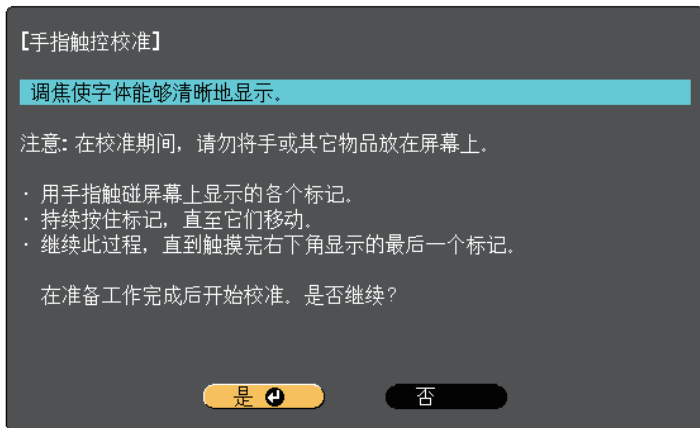 [手指触控校准]
调焦使字体能够清晰地显示。
注意: 在校准期间，请勿将手或其它物品放在屏幕上。
· 用手指触碰屏幕上显示的各个标记。
· 持续按住标记，直至它们移动。
· 继续此过程，直到触摸完右下角显示的最后一个标记。
在准备工作完成后开始校准。是否继续?
是
否